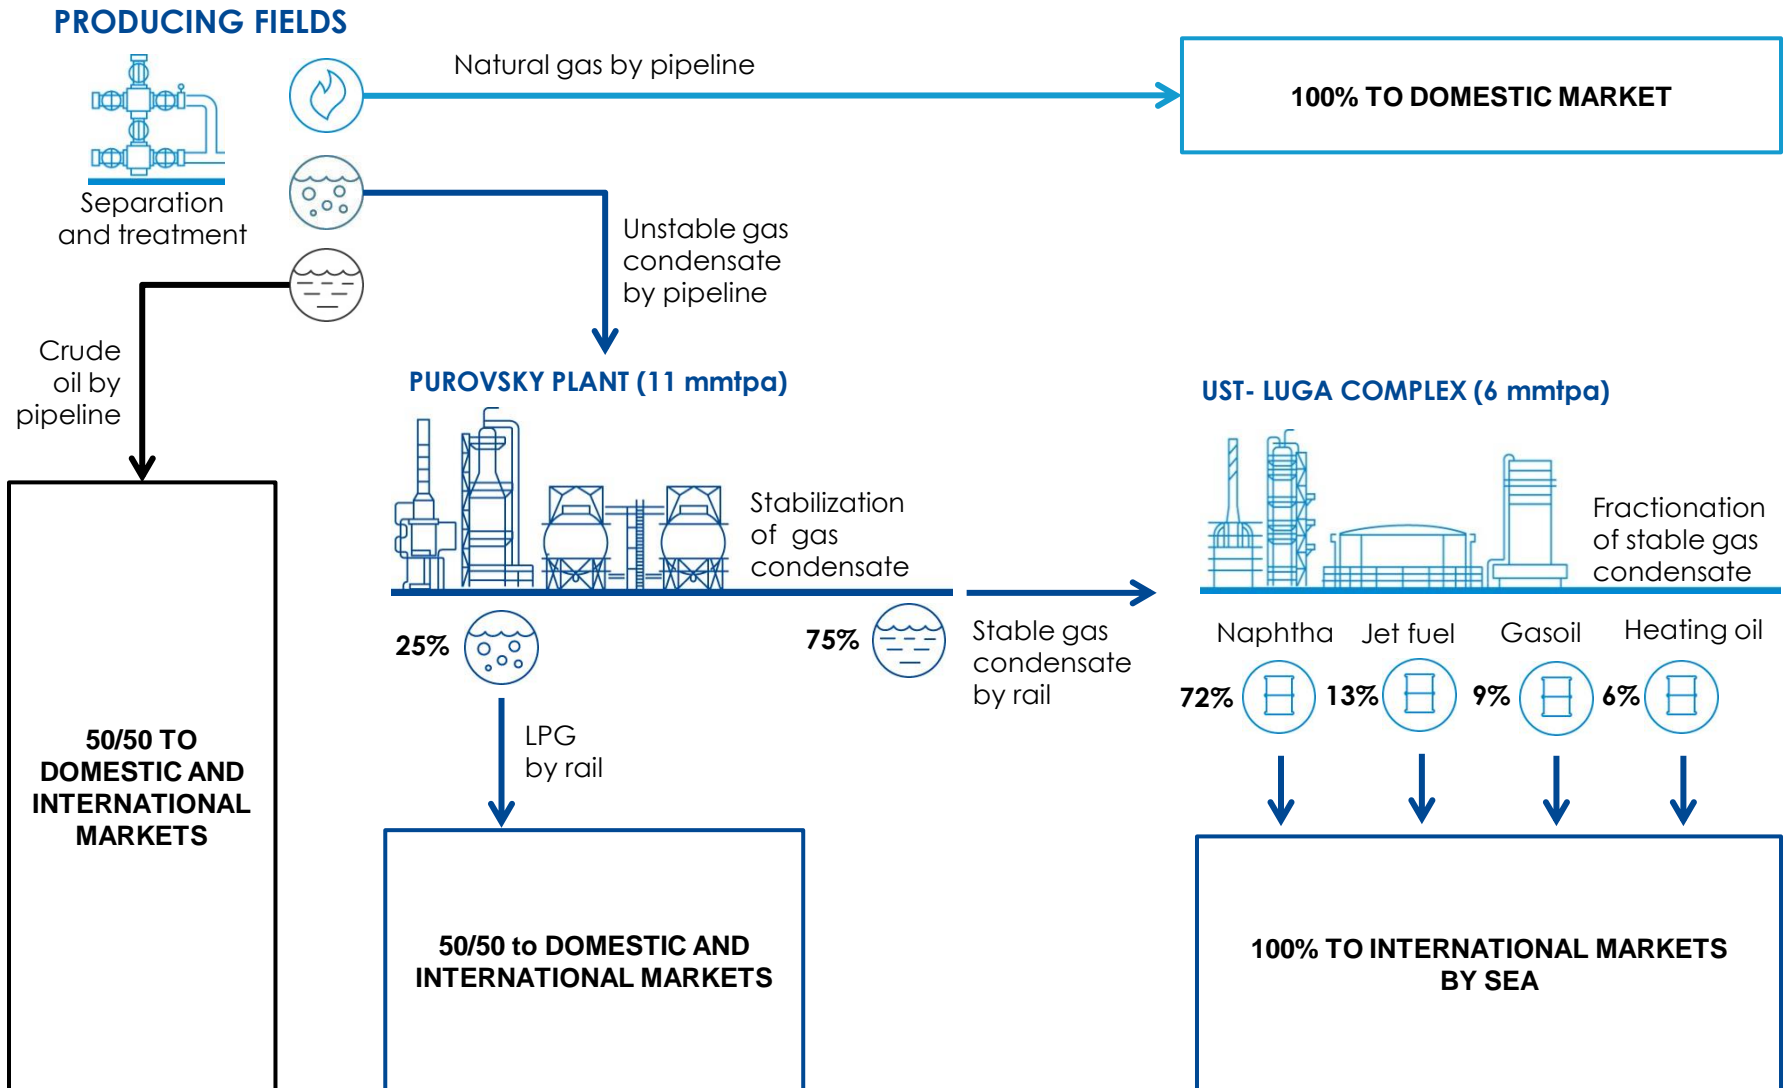 PRODUCING FIELDS
Natural gas by pipeline
100% TO DOMESTIC MARKET
Separation
and treatment
Unstable gas
condensate
by pipeline
Crude
oil by
pipeline
PUROVSKY PLANT (11 mmtpa)
UST- LUGA COMPLEX (6 mmtpa)
Stabilization
of gas
condensate
Fractionation
of stable gas
condensate
25%
75%
Stable gas
condensate
by rail
Naphtha
Jet fuel
Gasoil
Heating oil
72%
13%
9%
6%
LPG
by rail
50/50 TO
DOMESTIC AND
INTERNATIONAL
MARKETS
50/50 to DOMESTIC AND
INTERNATIONAL MARKETS
100% TO INTERNATIONAL MARKETS
BY SEA